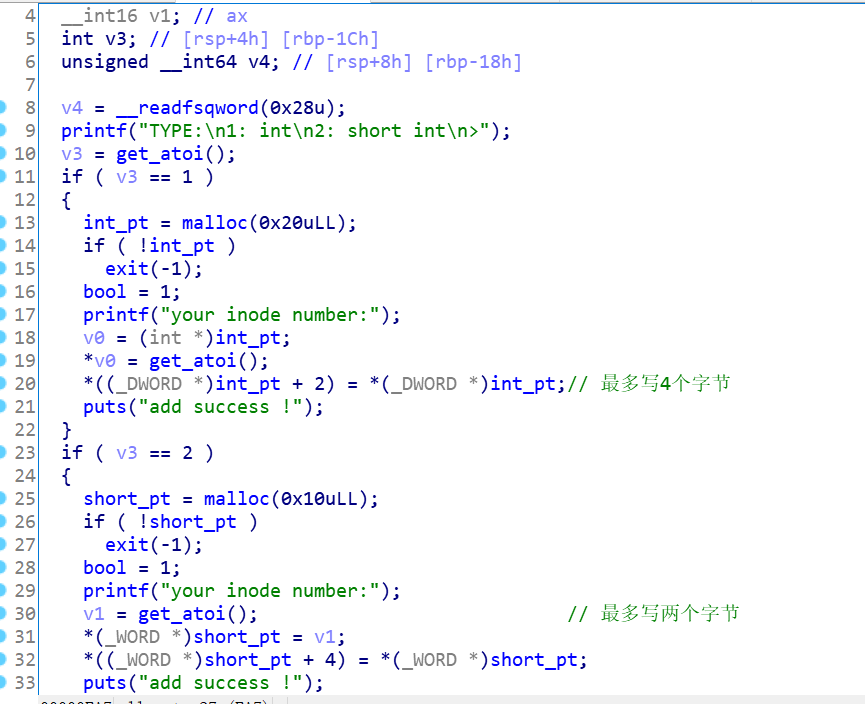 4 __int16 v1; // ax
5 int v3; // [rsp+4h] [rbp-1Ch]
6 unsigned __int64 v4; // [rsp+8h] [rbp-18h]
7
8 v4 = __readfsqword(0x28u);
9 printf("TYPE:\n1: int\n2: short int\n>");
10 v3 = get_atoi();
11 if ( v3 == 1 )
12 {
13 int_pt = malloc(0x20uLL);
14 if ( !int_pt )
15 exit(-1);
16 bool = 1;
17 printf("your inode number:");
18 v0 = (int *)int_pt;
19 *v0 = get_atoi();
20 *((_DWORD *)int_pt + 2) = *(_DWORD *)int_pt;// 最多写4个字节
21 puts("add success !");
22 }
23 if ( v3 == 2 )
24 {
25 short_pt = malloc(0x10uLL);
26 if ( !short_pt )
27 exit(-1);
28 bool = 1;
29 printf("your inode number:");
30 v1 = get_atoi(); // 最多写两个字节
31 *(_WORD *)short_pt = v1;
32 *((_WORD *)short_pt + 4) = *(_WORD *)short_pt;
33 puts("add success !");